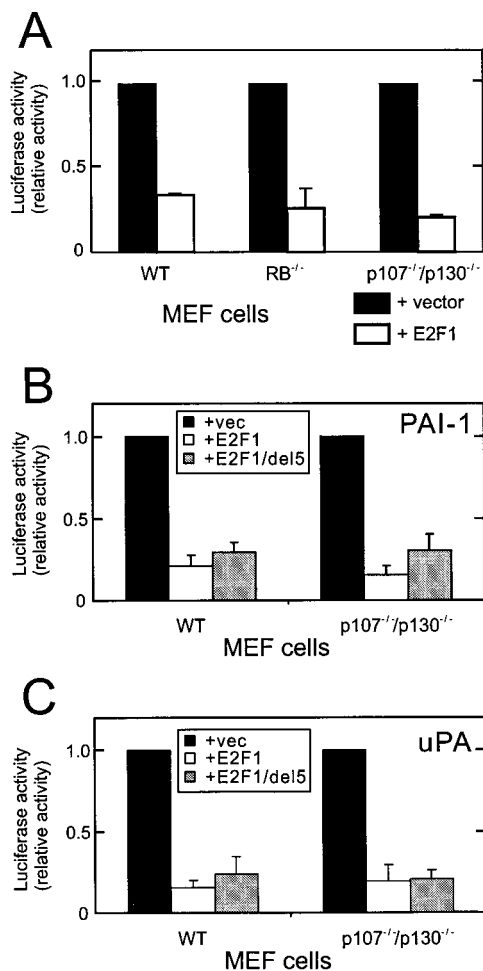 A
Luciferase activity
(relative activity)
1.0
0.5
0
WT
RB-/-
p107-/-/p130-/-
MEF cells
+ vector
+ E2F1
B
PAI-1
+vec
+E2F1
+E2F1/del5
Luciferase activity
(relative activity)
1.0
0.5
0
WT
p107-/-/p130-/-
MEF cells
C
uPA
+vec
+E2F1
+E2F1/del5
Luciferase activity
(relative activity)
1.0
0.5
0
WT
p107-/-/p130-/-
MEF cells